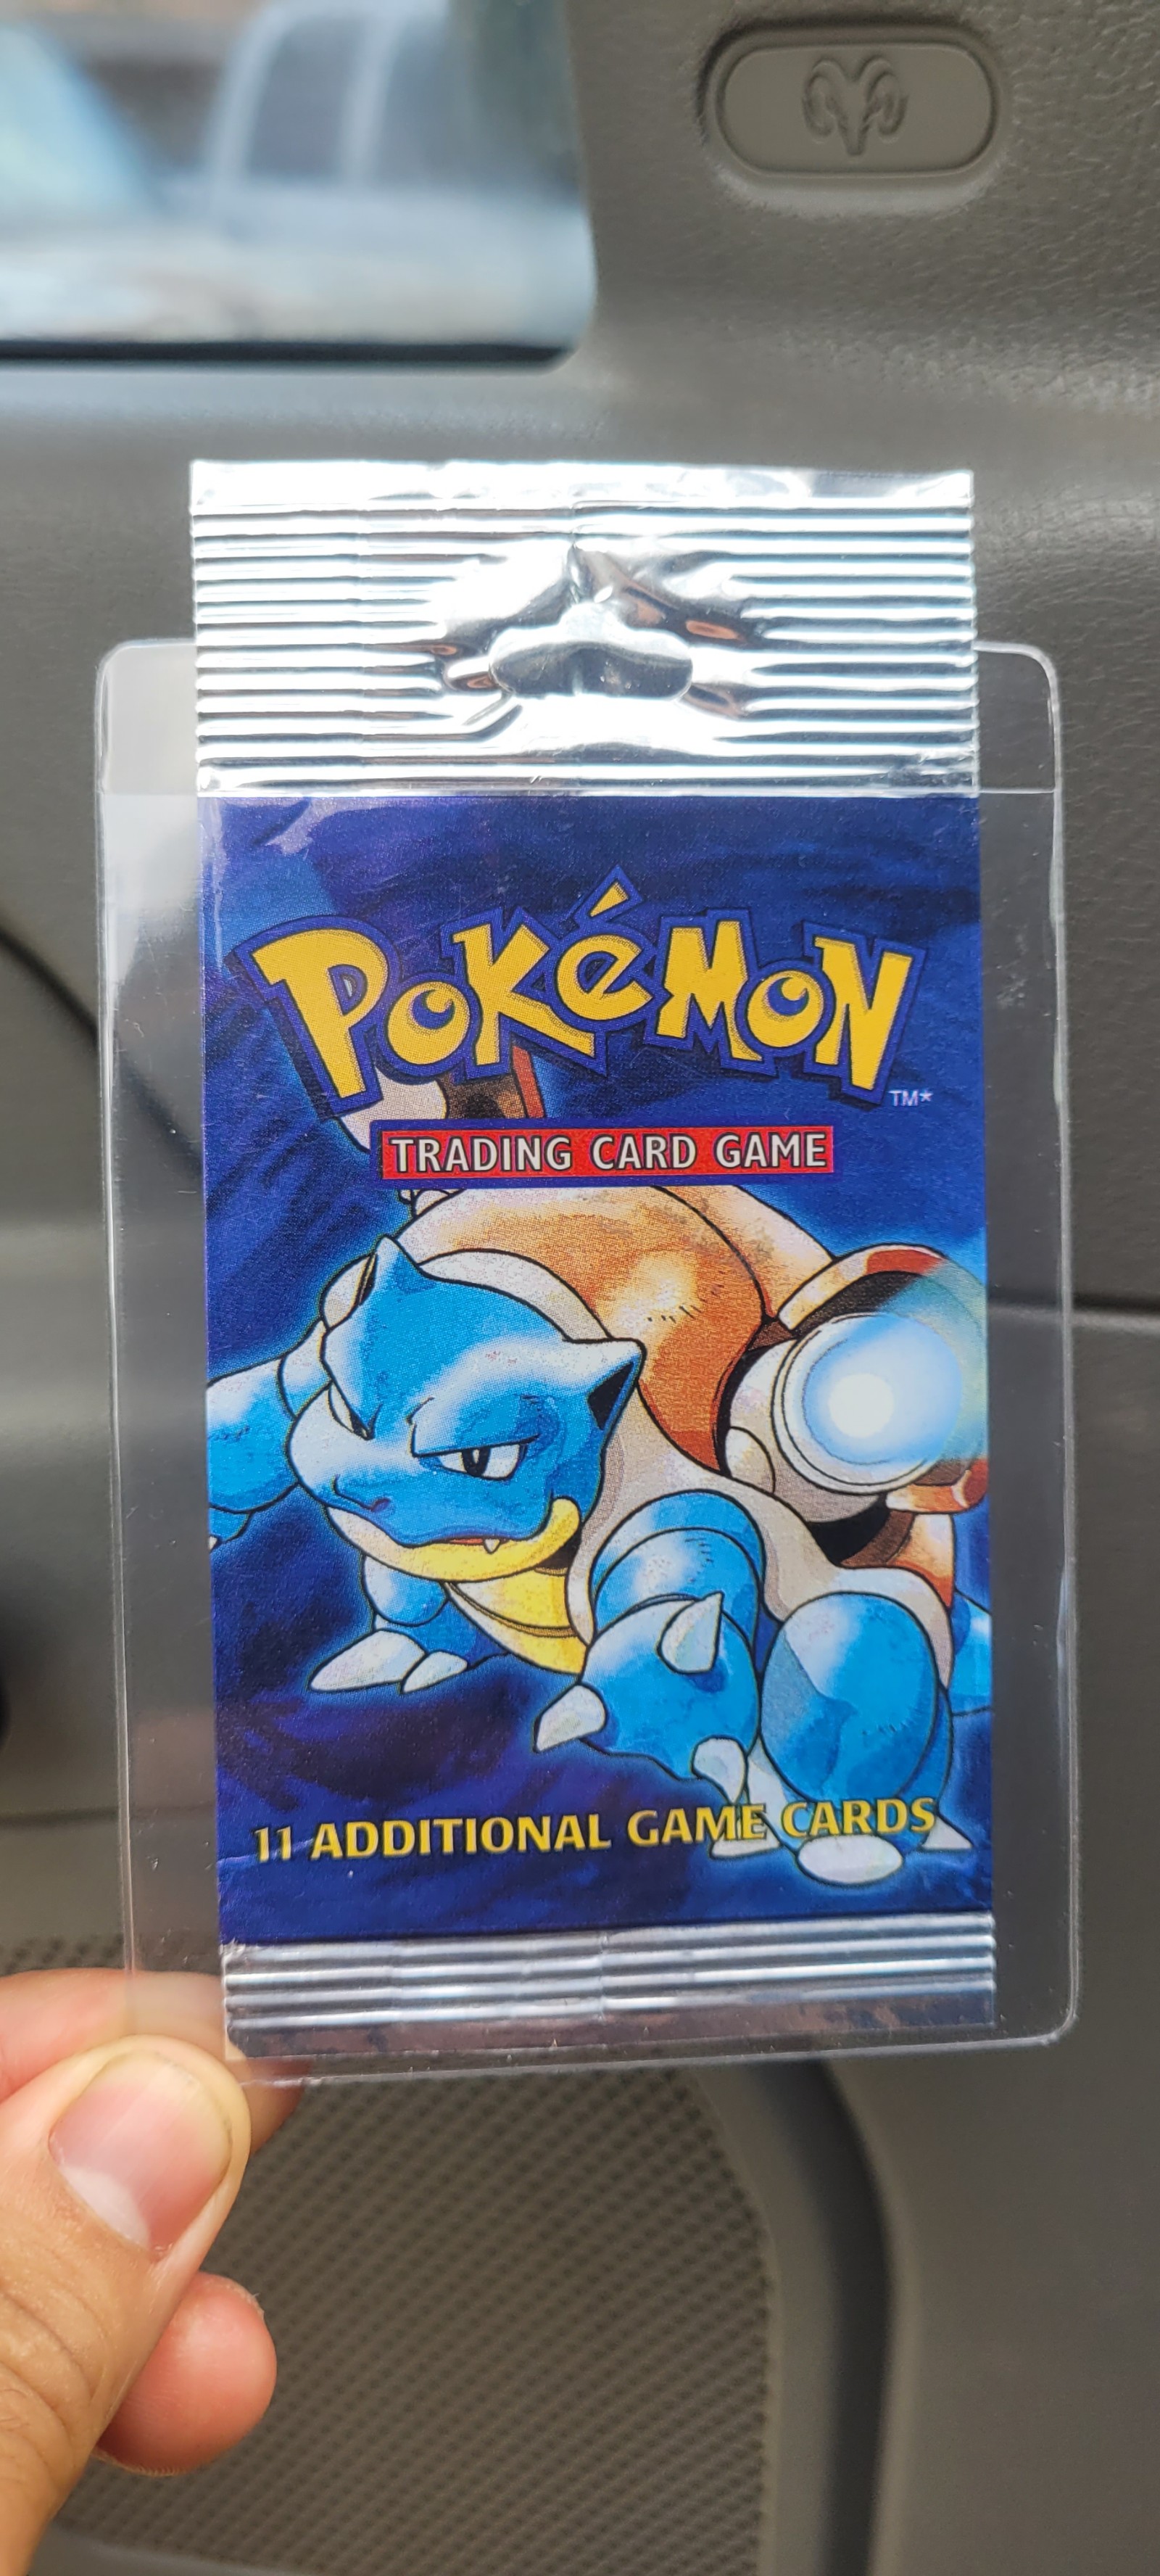 POKéMON
TM*
TRADING CARD GAME
11 ADDITIONAL GAME CARDS